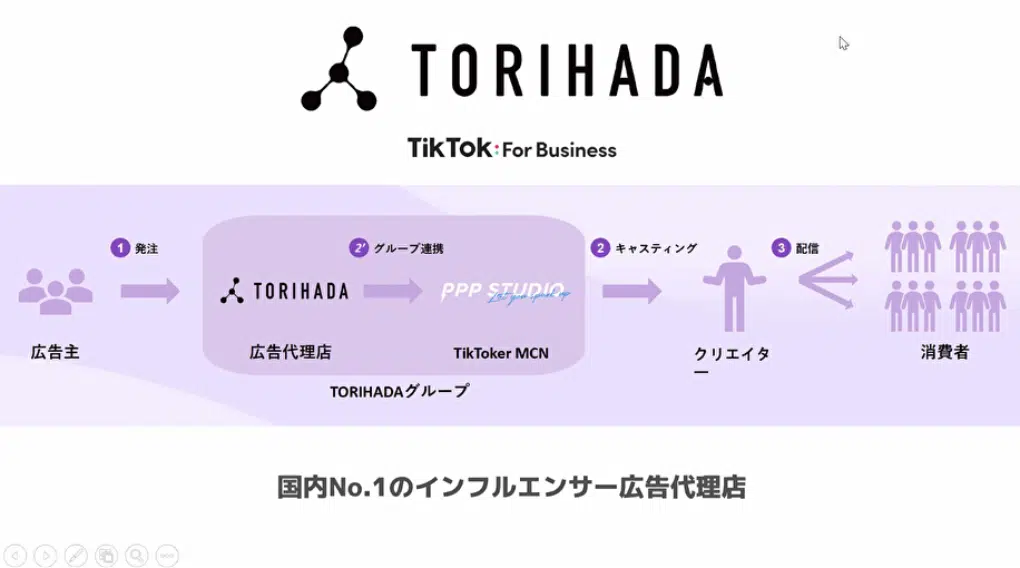 TORIHADA
TikTok: For Business
1 発注
2' グループ連携
2 キャスティング
3 配信
TORIHADA
PPP STUDIO
広告主
広告代理店
TikToker MCN
クリエイタ
ー
消費者
TORIHADAグループ
国内No.1のインフルエンサー広告代理店